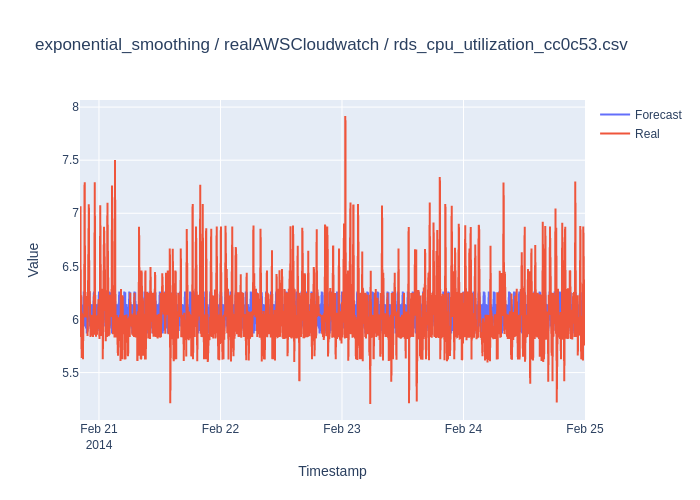 exponential_smoothing / realAWSCloudwatch / rds_cpu_utilization_cc0c53.csv
Forecast
Real
Value
8
7.5
7
6.5
6
5.5
Feb 21
2014
Feb 22
Feb 23
Feb 24
Feb 25
Timestamp